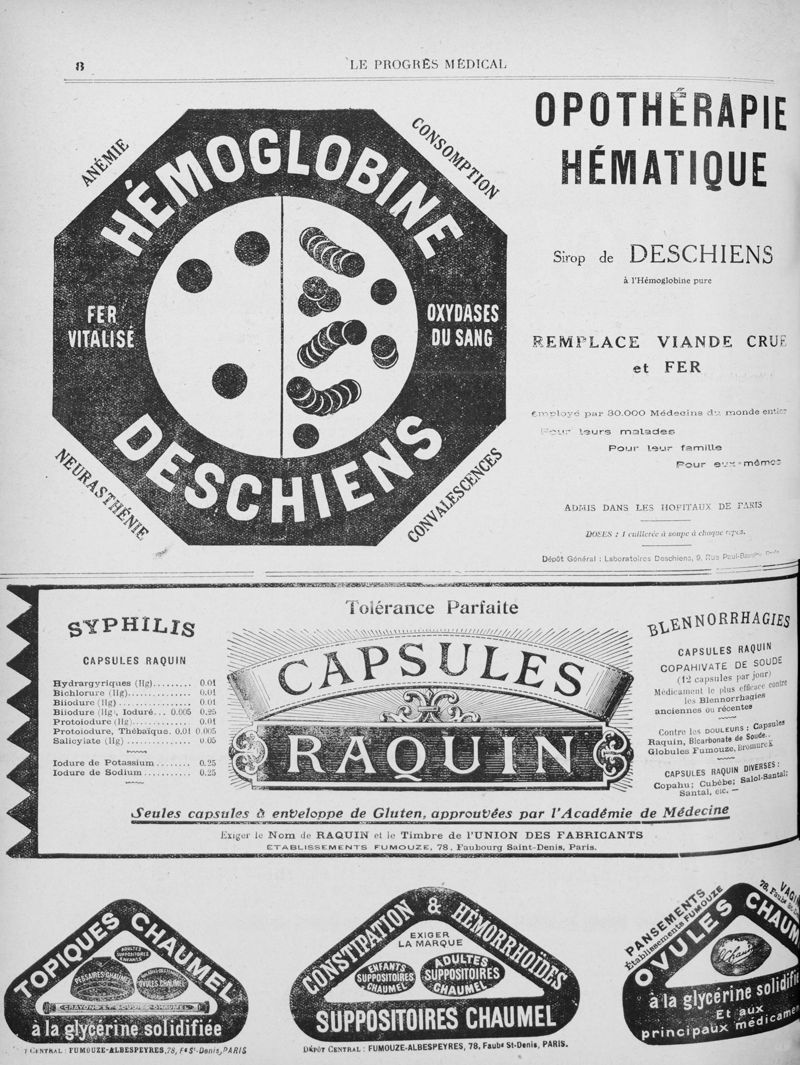 8
LE PROGRÈS MÉDICAL
ANÉMIE
CONSOMPTION
HÉMOGLOBINE
FER
VITALISÉ
OXYDASES
DU SANG
DESCHIENS
NEURASTHÉNIE
CONVALESCENCES
OPOTHÉRAPIE
HÉMATIQUE
Sirop de DESCHIENS
à l'Hémoglobine pure
REMPLACE VIANDE CRUE
et FER
employé par 30.000 Médecins du monde entier
Pour leurs malades
Pour leur famille
Pour eux-mêmes
ADMIS DANS LES HOPITAUX DE PARIS
DOSES : 1 cuillerée à soupe à chaque repas.
Dépôt Général : Laboratoires Deschiens, 9, Rue Paul-Baudry, Paris
SYPHILIS
CAPSULES RAQUIN
Hydrargyriques (Hg)......... 0.01
Bichlorure (Hg)............... 0.01
Biiodure (Hg) ................. 0.01
Biiodure (Hg), Ioduré... 0.005 0.25
Protoiodure (Hg).............. 0.01
Protoiodure, Thébaïque. 0.01 0.005
Salicylate (Hg) ............... 0.05
Iodure de Potassium ........ 0.25
Iodure de Sodium ............ 0.25
Tolérance Parfaite
CAPSULES
RAQUIN
BLENNORRHAGIES
CAPSULES RAQUIN
COPAHIVATE DE SOUDE
(12 capsules par jour)
Médicament le plus efficace contre
les Blennorrhagies
anciennes ou récentes
Contre les DOULEURS : Capsules
Raquin, Bicarbonate de Soude..
Globules Fumouze, Bromure K
CAPSULES RAQUIN DIVERSES :
Copahu; Cubèbe; Salol-Santal;
Santal, etc. —
Seules capsules à enveloppe de Gluten, approuvées par l'Académie de Médecine
Exiger le Nom de RAQUIN et le Timbre de l'UNION DES FABRICANTS
ETABLISSEMENTS FUMOUZE, 78, Faubourg Saint-Denis, Paris.
TOPIQUES CHAUMEL
ADULTES
SUPPOSITOIRES
ENFANTS
PESSAIRES CHAUMEL
OVULES CHAUMEL
CRAYONS ET BOUGIES CHAUMEL
à la glycérine solidifiée
CENTRAL : FUMOUZE-ALBESPEYRES, 78, Fg St-Denis, PARIS
CONSTIPATION & HÉMORRHOÏDES
EXIGER
LA MARQUE
ENFANTS
SUPPOSITOIRES
CHAUMEL
ADULTES
SUPPOSITOIRES
CHAUMEL
SUPPOSITOIRES CHAUMEL
DÉPÔT CENTRAL : FUMOUZE-ALBESPEYRES, 78, Faubg St-Denis, PARIS.
PANSEMENTS
Établissements FUMOUZE
78, Faubg St
OVULES CHAUM
à la glycérine solidifié
Et aux
principaux médicamen